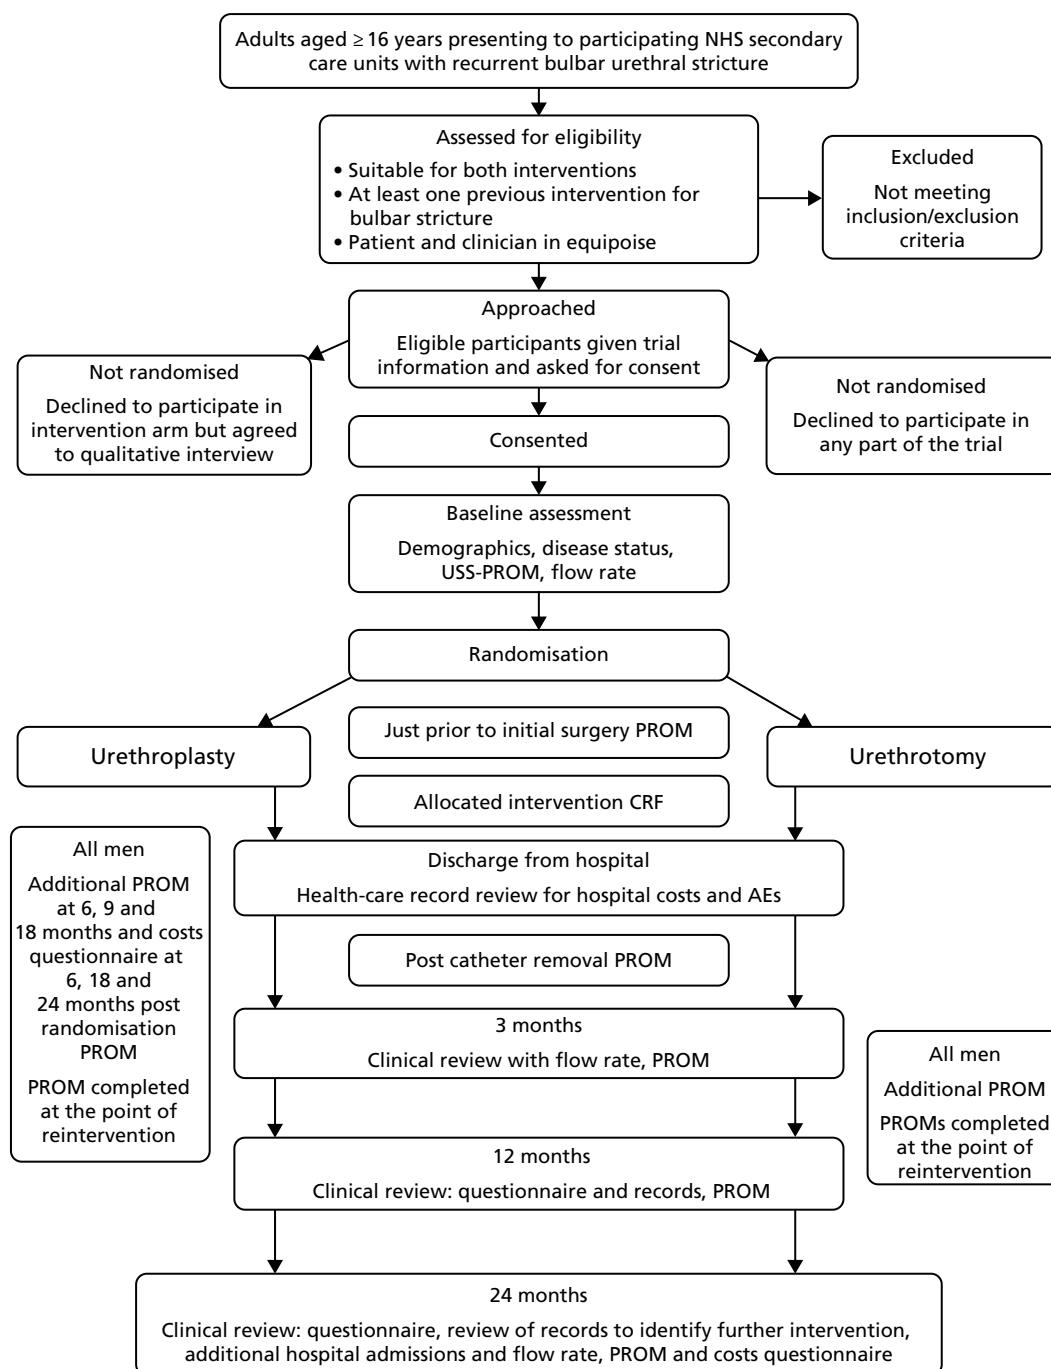 Adults aged ≥ 16 years presenting to participating NHS secondary
care units with recurrent bulbar urethral stricture
Assessed for eligibility
• Suitable for both interventions
• At least one previous intervention for
bulbar stricture
• Patient and clinician in equipoise
Excluded
Not meeting
inclusion/exclusion
criteria
Approached
Eligible participants given trial
information and asked for consent
Not randomised
Declined to participate in
intervention arm but agreed
to qualitative interview
Not randomised
Declined to participate in
any part of the trial
Consented
Baseline assessment
Demographics, disease status,
USS-PROM, flow rate
Randomisation
Urethroplasty
Just prior to initial surgery PROM
Urethrotomy
Allocated intervention CRF
Discharge from hospital
Health-care record review for hospital costs and AEs
All men
Additional PROM
at 6, 9 and
18 months and costs
questionnaire at
6, 18 and
24 months post
randomisation
PROM
PROM completed
at the point of
reintervention
Post catheter removal PROM
3 months
Clinical review with flow rate, PROM
All men
Additional PROM
PROMs completed
at the point of
reintervention
12 months
Clinical review: questionnaire and records, PROM
24 months
Clinical review: questionnaire, review of records to identify further intervention,
additional hospital admissions and flow rate, PROM and costs questionnaire